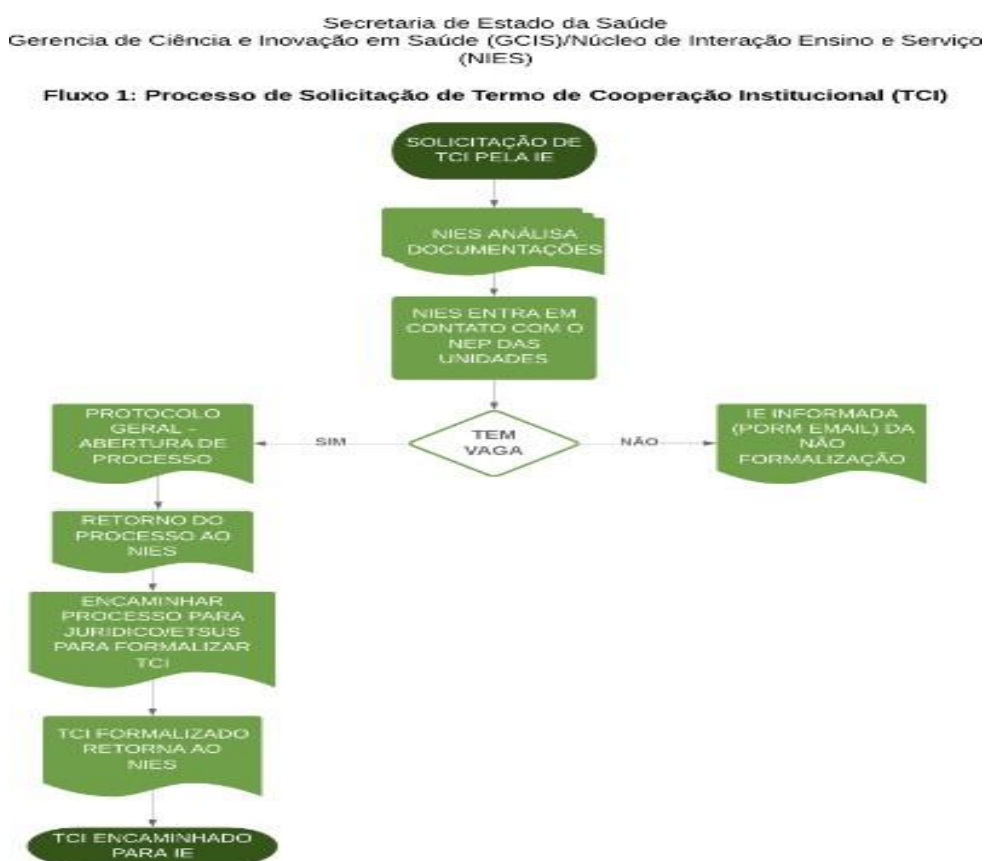 Secretaria de Estado da Saúde
Gerencia de Ciência e Inovação em Saúde (GCIS)/Núcleo de Interação Ensino e Serviço
(NIES)
Fluxo 1: Processo de Solicitação de Termo de Cooperação Institucional (TCI)
SOLICITAÇÃO DE
TCI PELA IE
NIES ANÁLISA
DOCUMENTAÇÕES
NIES ENTRA EM
CONTATO COM O
NEP DAS
UNIDADES
TEM
VAGA
SIM
NÃO
PROTOCOLO
GERAL –
ABERTURA DE
PROCESSO
IE INFORMADA
(PORM EMAIL) DA
NÃO
FORMALIZAÇÃO
RETORNO DO
PROCESSO AO
NIES
ENCAMINHAR
PROCESSO PARA
JURIDICO/ETSUS
PARA FORMALIZAR
TCI
TCI FORMALIZADO
RETORNA AO
NIES
TCI ENCAMINHADO
PARA IE